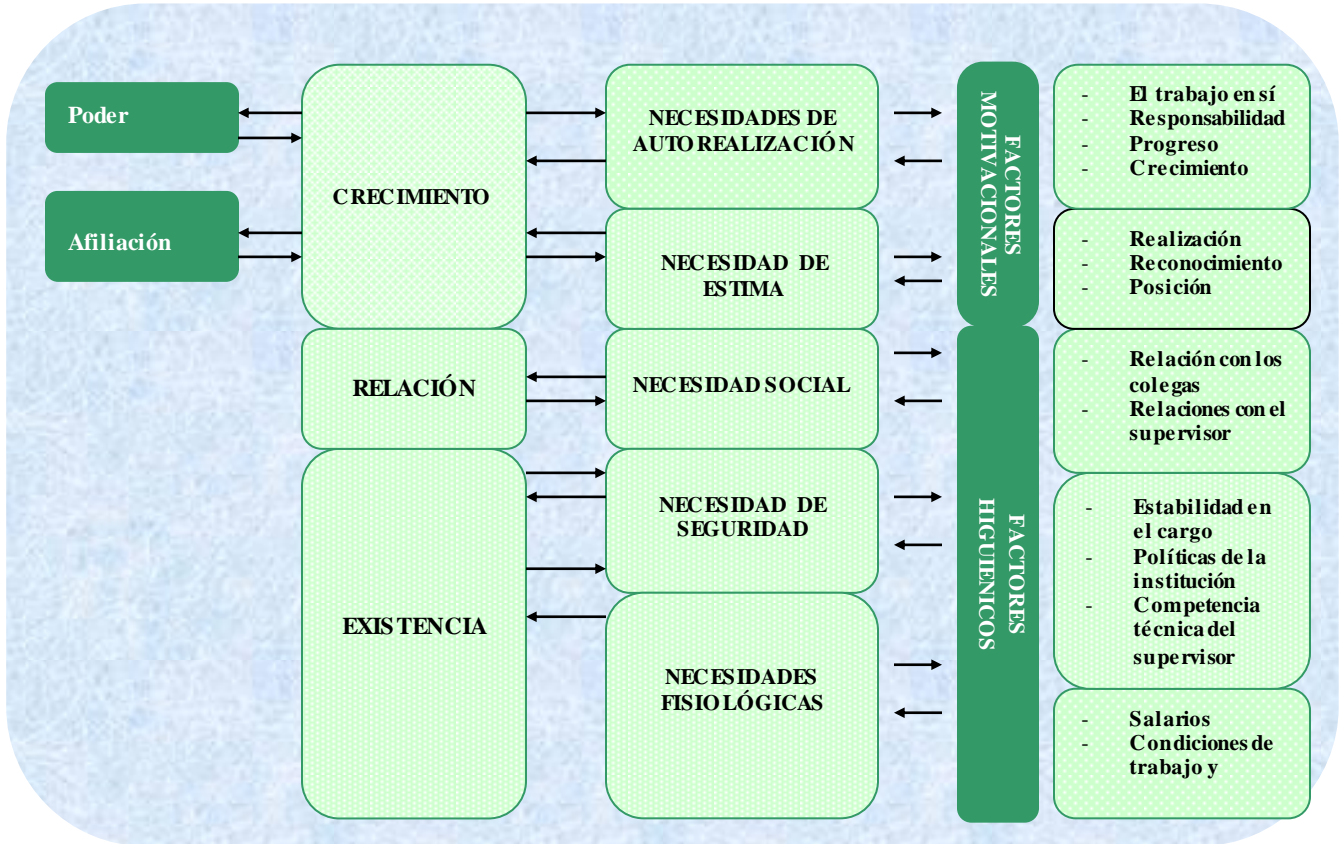 Poder
Afiliación
CRECIMIENTO
RELACIÓN
EXISTENCIA
NECESIDADES DE
AUTOREALIZACIÓN
NECESIDAD DE
ESTIMA
NECESIDAD SOCIAL
NECESIDAD DE
SEGURIDAD
NECESIDADES
FISIOLÓGICAS
FACTORES
MOTIVACIONALES
FACTORES
HIGUIENICOS
- El trabajo en sí
- Responsabilidad
- Progreso
- Crecimiento
- Realización
- Reconocimiento
- Posición
- Relación con los
colegas
- Relaciones con el
supervisor
- Estabilidad en
el cargo
- Políticas de la
institución
- Competencia
técnica del
supervisor
- Salarios
- Condiciones de
trabajo y